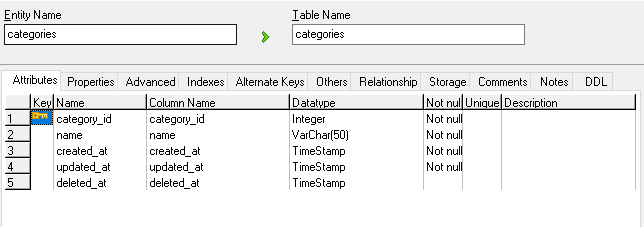 Entity Name Table Name
categories categories
Attributes Properties Advanced Indexes Alternate Keys Others Relationship Storage Comments Notes DDL
Key Name Column Name Datatype Not nul Unique Description
1 category_id category_id Integer Not null
2 name name VarChar(50) Not null
3 created_at created_at TimeStamp Not null
4 updated_at updated_at TimeStamp Not null
5 deleted_at deleted_at TimeStamp